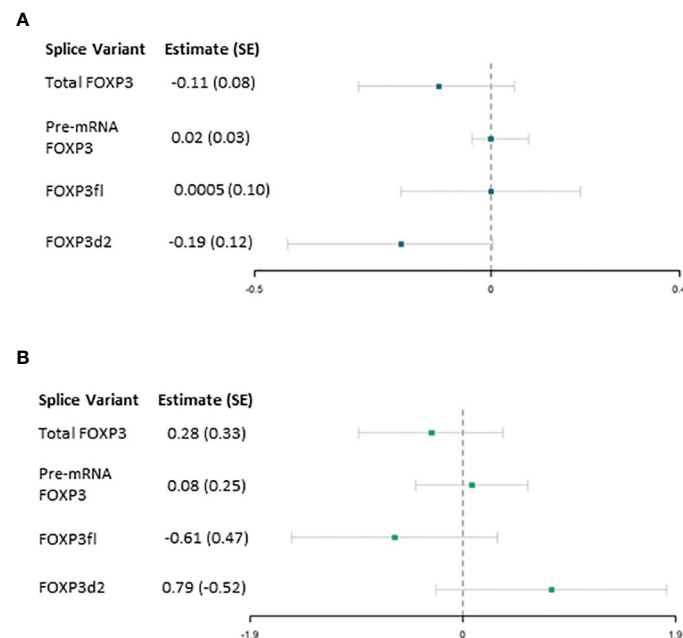 A
Splice Variant Estimate (SE)
Total FOXP3 -0.11 (0.08)
Pre-mRNA
FOXP3 0.02 (0.03)
FOXP3fl 0.0005 (0.10)
FOXP3d2 -0.19 (0.12)
-0.5 0 0.4
B
Splice Variant Estimate (SE)
Total FOXP3 0.28 (0.33)
Pre-mRNA
FOXP3 0.08 (0.25)
FOXP3fl -0.61 (0.47)
FOXP3d2 0.79 (-0.52)
-1.9 0 1.9